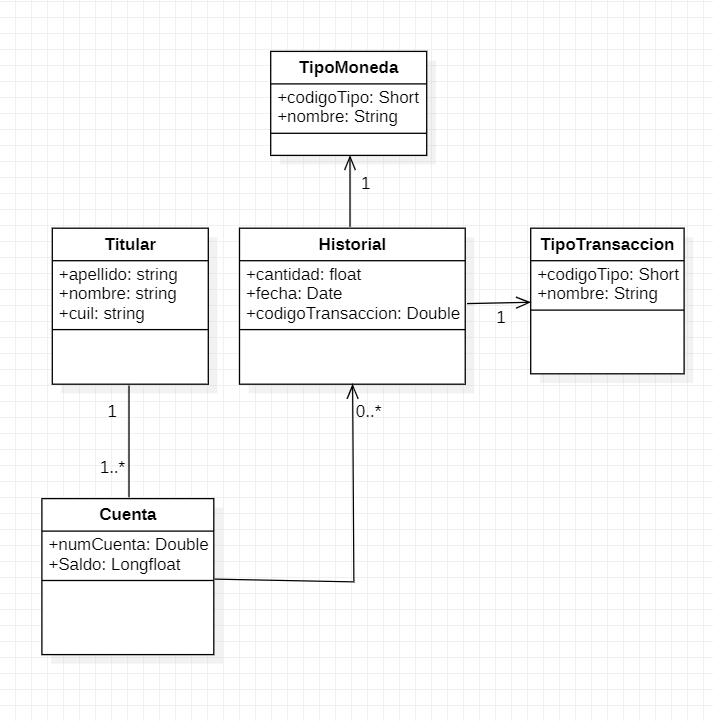 TipoMoneda
+codigoTipo: Short
+nombre: String
1
Titular
+apellido: string
+nombre: string
+cuil: string
Historial
+cantidad: float
+fecha: Date
+codigoTransaccion: Double
TipoTransaccion
+codigoTipo: Short
+nombre: String
1
1
0..*
1..*
Cuenta
+numCuenta: Double
+Saldo: Longfloat